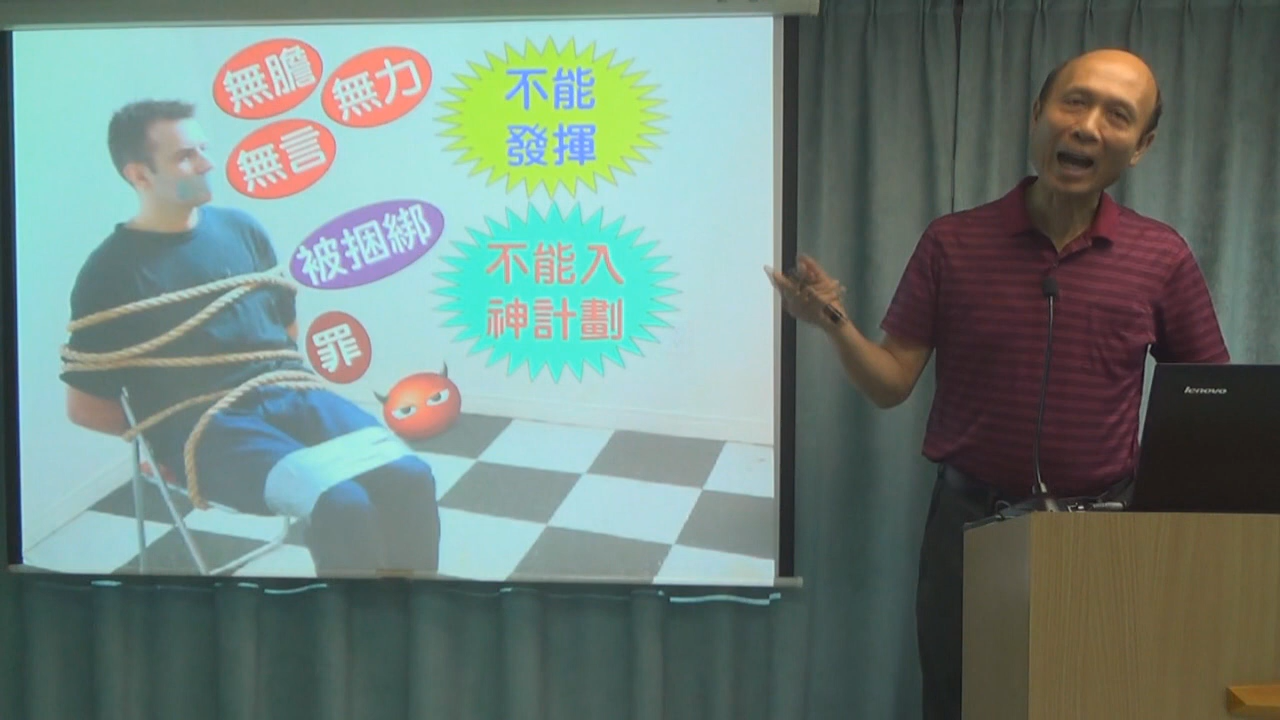 無膽
無力
無言
不能
發揮
被捆綁
不能入
神計劃
罪
lenovo